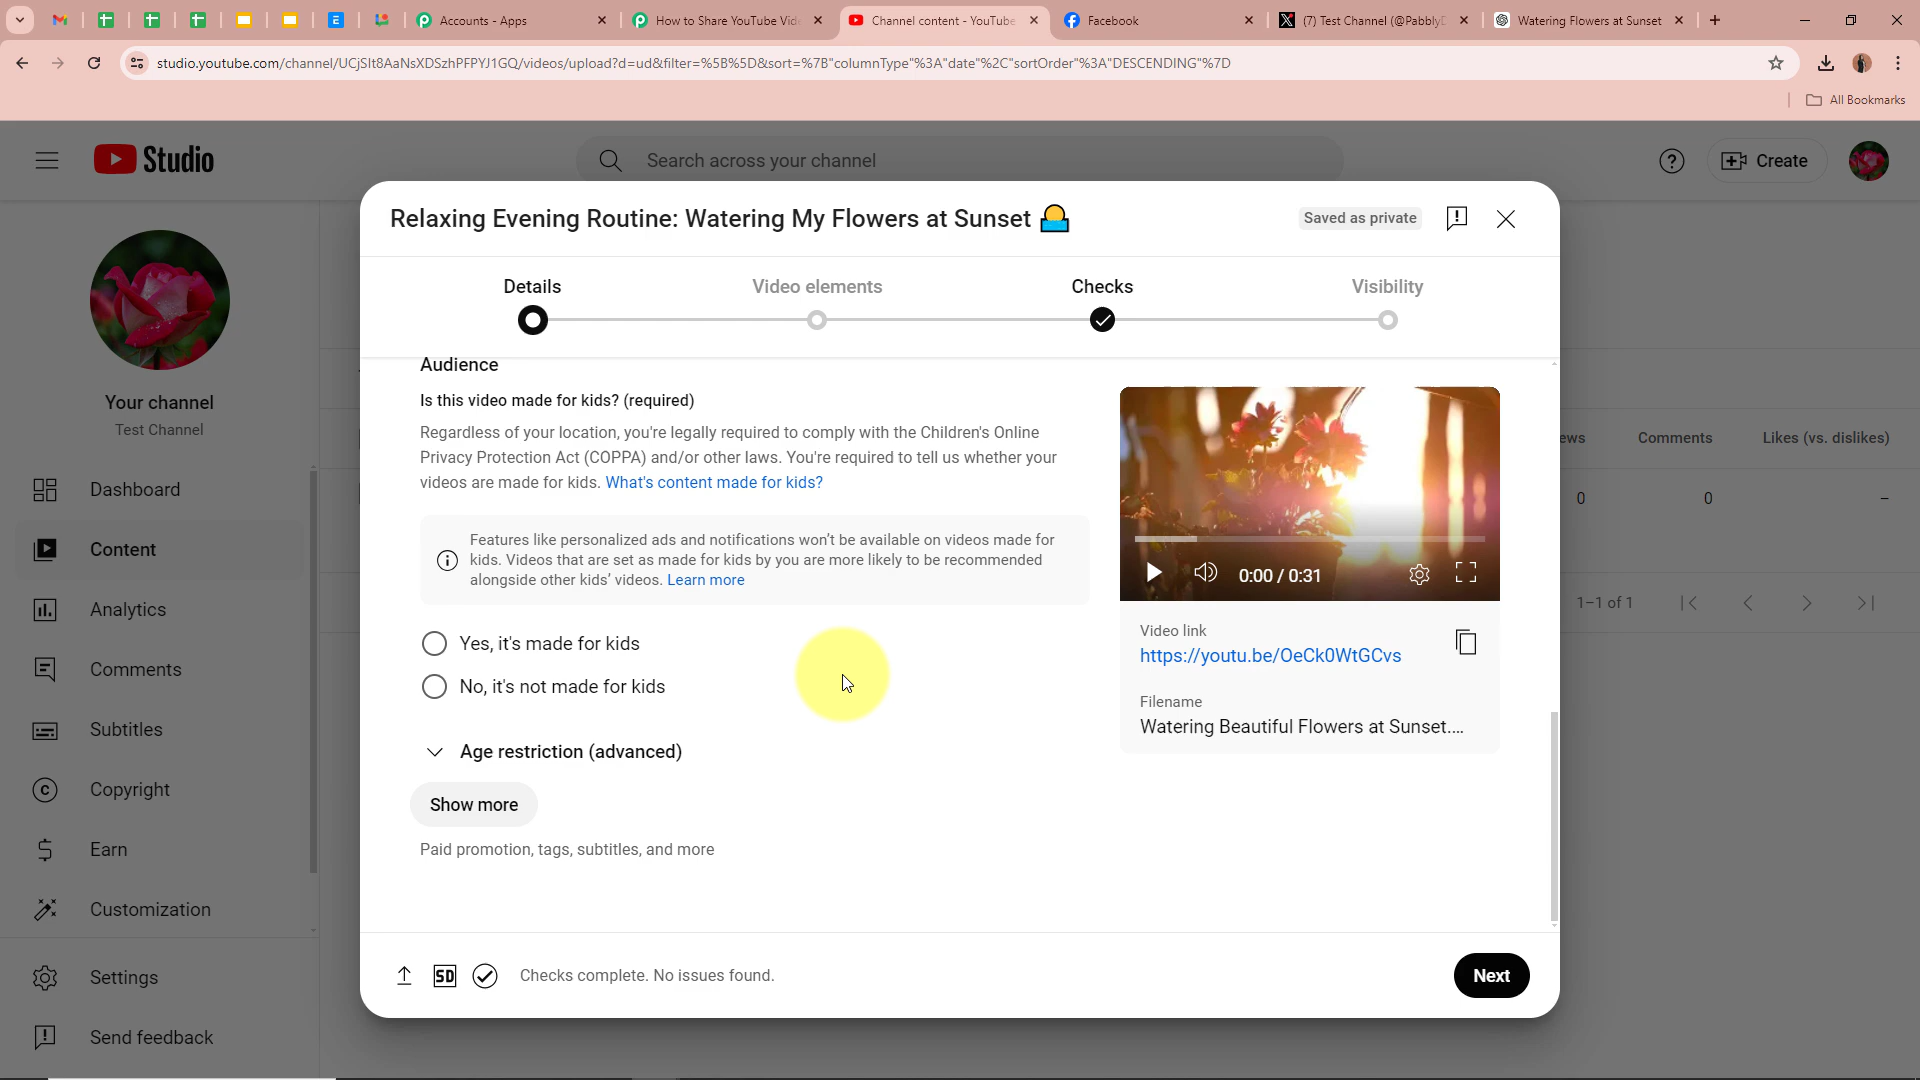 Accounts - Apps
How to Share YouTube Vide
Channel content - YouTube
Facebook
(7) Test Channel (@PabblyD
Watering Flowers at Sunset
studio.youtube.com/channel/UCjSIt8AaNsXDSzhPFPYJ1GQ/videos/upload?d=ud&filter=%5B%5D&sort=%7B"columnType"%3A"date"%2C"sortOrder"%3A"DESCENDING"%7D
All Bookmarks
Studio
Search across your channel
Create
Relaxing Evening Routine: Watering My Flowers at Sunset
Saved as private
Details
Video elements
Checks
Visibility
Your channel
Test Channel
Dashboard
Content
Analytics
Comments
Subtitles
Copyright
Earn
Customization
Settings
Send feedback
Audience
Is this video made for kids? (required)
Regardless of your location, you're legally required to comply with the Children's Online
Privacy Protection Act (COPPA) and/or other laws. You're required to tell us whether your
videos are made for kids. What's content made for kids?
Features like personalized ads and notifications won't be available on videos made for
kids. Videos that are set as made for kids by you are more likely to be recommended
alongside other kids' videos. Learn more
Yes, it's made for kids
No, it's not made for kids
Age restriction (advanced)
Show more
Paid promotion, tags, subtitles, and more
0:00 / 0:31
Video link
https://youtu.be/OeCk0WtGCvs
Filename
Watering Beautiful Flowers at Sunset....
ews
Comments
Likes (vs. dislikes)
0
0
–
1–1 of 1
SD
Checks complete. No issues found.
Next